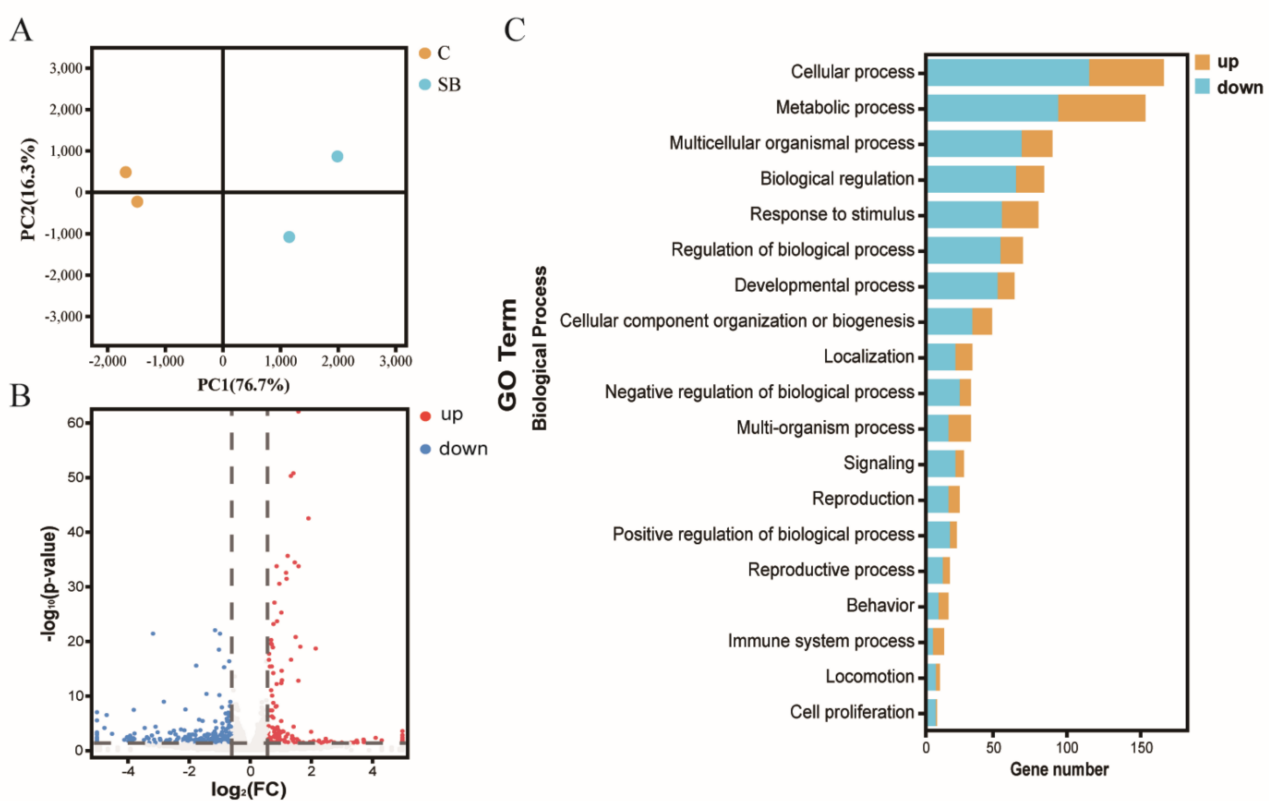 A
C
SB
3,000
2,000
1,000
0
-1,000
-2,000
-3,000
PC2(16.3%)
-2,000 -1,000 0 1,000 2,000 3,000
PC1(76.7%)
B
up
down
60
50
40
30
20
10
0
-log₁₀(p-value)
-4 -2 0 2 4
log₂(FC)
C
up
down
GO Term
Biological Process
Cellular process
Metabolic process
Multicellular organismal process
Biological regulation
Response to stimulus
Regulation of biological process
Developmental process
Cellular component organization or biogenesis
Localization
Negative regulation of biological process
Multi-organism process
Signaling
Reproduction
Positive regulation of biological process
Reproductive process
Behavior
Immune system process
Locomotion
Cell proliferation
0 50 100 150
Gene number